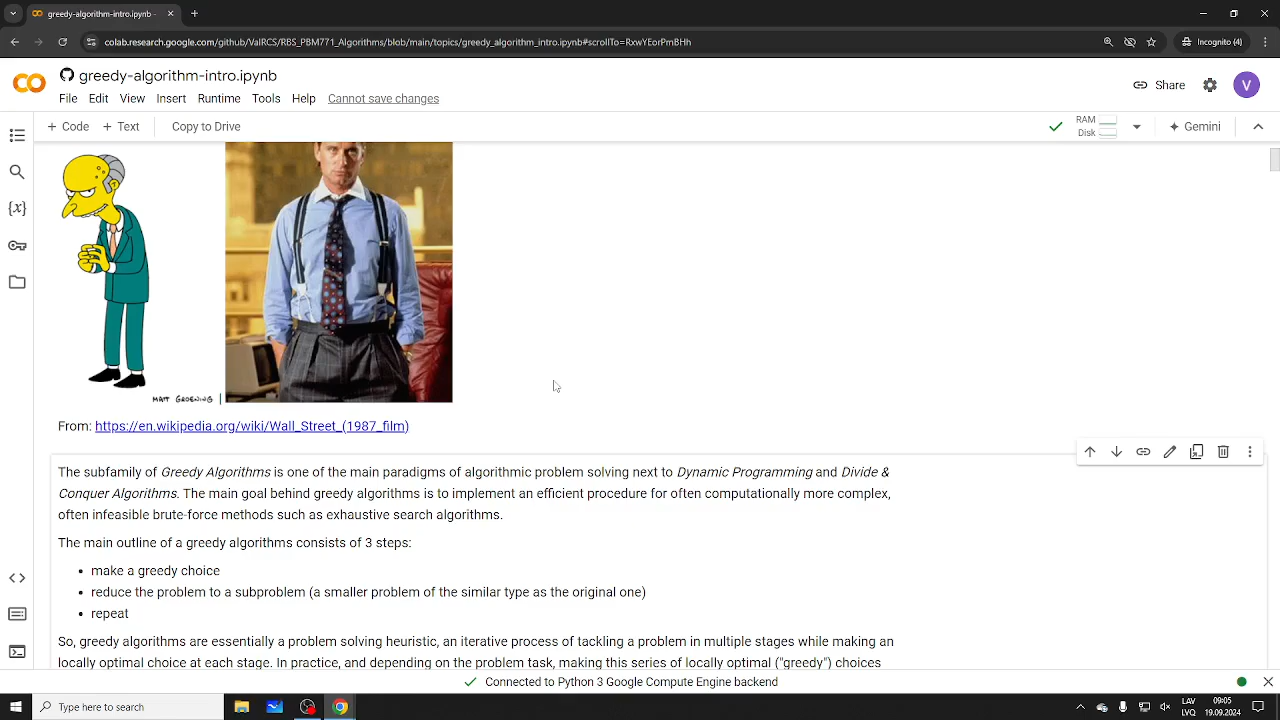 greedy-algorithm-intro.ipynb -
colab.research.google.com/github/ValRCS/RBS_PBM771_Algorithms/blob/main/topics/greedy_algorithm_intro.ipynb#scrollTo=RxwYEorPmBHh
Incognito (4)
greedy-algorithm-intro.ipynb
File Edit View Insert Runtime Tools Help Cannot save changes
Share
V
+ Code + Text Copy to Drive
RAM
Disk
Gemini
MATT GROENING
From: https://en.wikipedia.org/wiki/Wall_Street_(1987_film)
The subfamily of Greedy Algorithms is one of the main paradigms of algorithmic problem solving next to Dynamic Programming and Divide &
Conquer Algorithms. The main goal behind greedy algorithms is to implement an efficient procedure for often computationally more complex,
often infeasible brute-force methods such as exhaustive search algorithms.
The main outline of a greedy algorithms consists of 3 steps:
• make a greedy choice
• reduce the problem to a subproblem (a smaller problem of the similar type as the original one)
• repeat
So, greedy algorithms are essentially a problem solving heuristic, an iterative process of tackling a problem in multiple stages while making an
locally optimal choice at each stage. In practice, and depending on the problem task, making this series of locally optimal ("greedy") choices
Connected to Python 3 Google Compute Engine backend
Type here to search
LAV
LVO
09:05
19.09.2024